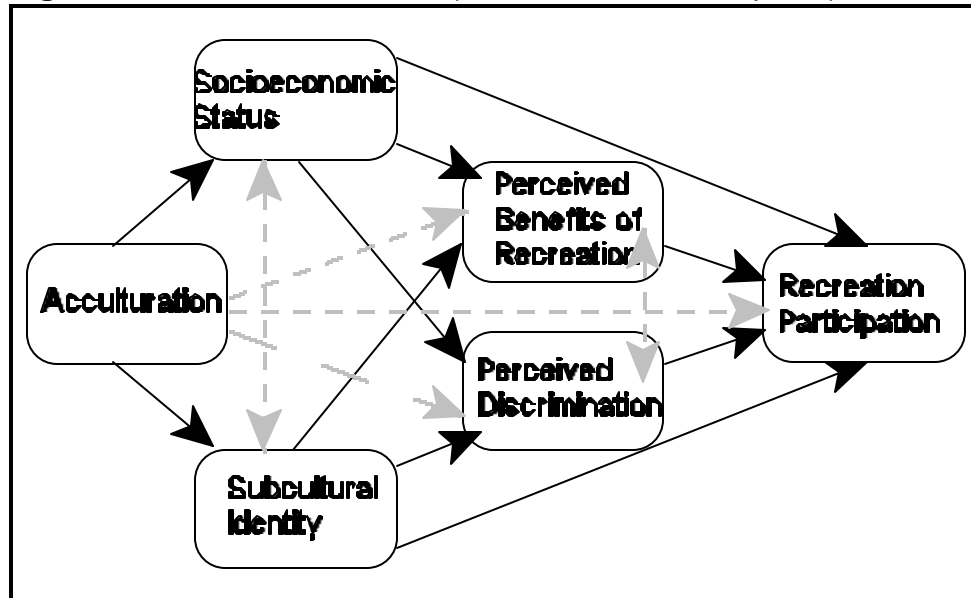 Socioeconomic
Status
Perceived
Benefits of
Recreation
Acculturation
Recreation
Participation
Perceived
Discrimination
Subcultural
Identity